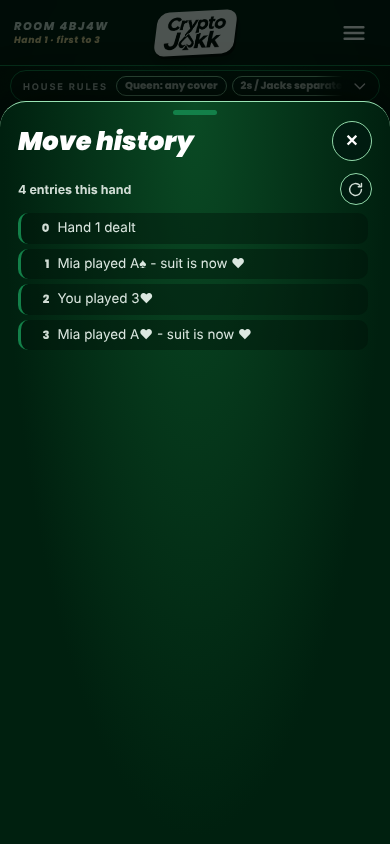 ROOM 4BJ4W
Hand 1 · first to 3
Crypto
J♠kk
HOUSE RULES
Queen: any cover
2s / Jacks separate
Move history
4 entries this hand
0 Hand 1 dealt
1 Mia played A♠ - suit is now ♥
2 You played 3♥
3 Mia played A♥ - suit is now ♥